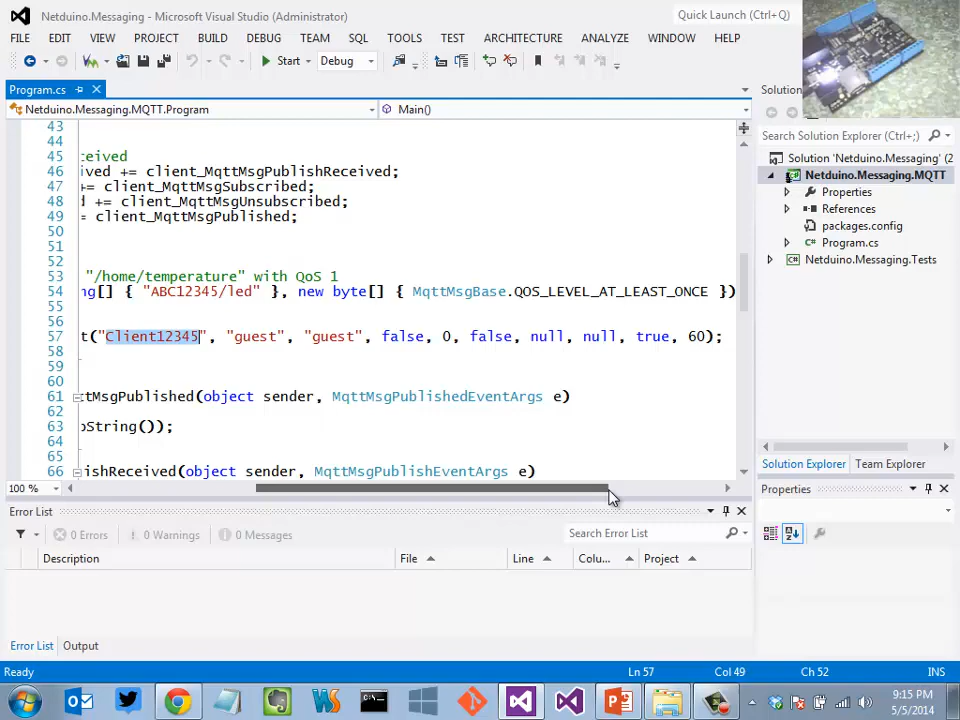 Netduino.Messaging - Microsoft Visual Studio (Administrator)
Quick Launch (Ctrl+;)
FILE EDIT VIEW PROJECT BUILD DEBUG TEAM SQL TOOLS TEST ARCHITECTURE ANALYZE WINDOW HELP
Start Debug
Program.cs
Netduino.Messaging.MQTT.Program
Main()
43
44
45 ceived
46 ived += client_MqttMsgPublishReceived;
47 += client_MqttMsgSubscribed;
48 d += client_MqttMsgUnsubscribed;
49 = client_MqttMsgPublished;
50
51
52
53 "/home/temperature" with QoS 1
54 ng[] { "ABC12345/led" }, new byte[] { MqttMsgBase.QOS_LEVEL_AT_LEAST_ONCE })
55
56
57 t("Client12345", "guest", "guest", false, 0, false, null, null, true, 60);
58
59
60
61 ttMsgPublished(object sender, MqttMsgPublishedEventArgs e)
62
63 oString());
64
65
66 ishReceived(object sender, MqttMsgPublishEventArgs e)
100 %
Solution
Search Solution Explorer (Ctrl+;)
Solution 'Netduino.Messaging' (2
Netduino.Messaging.MQTT
Properties
References
packages.config
Program.cs
Netduino.Messaging.Tests
Solution Explorer Team Explorer
Properties
Error List
0 Errors 0 Warnings 0 Messages
Search Error List
Description File Line Colu... Project
Error List Output
Ready Ln 57 Col 49 Ch 52 INS
9:15 PM
5/5/2014